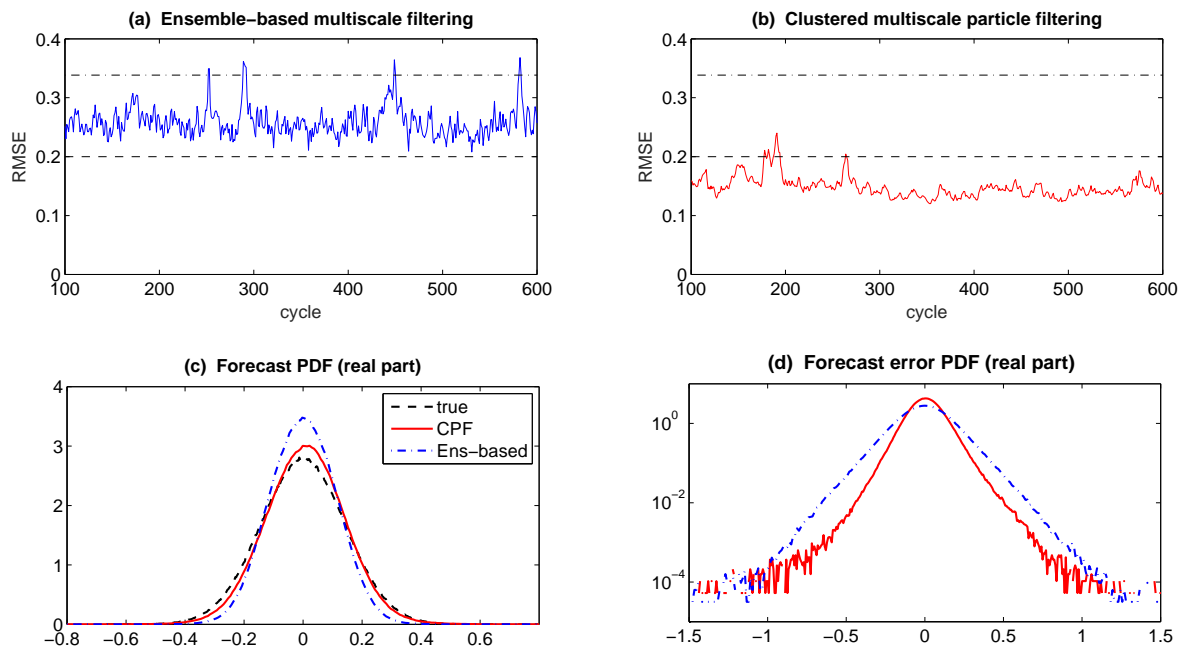 (a) Ensemble−based multiscale filtering
RMSE
0.4
0.3
0.2
0.1
0
100 200 300 400 500 600
cycle
(b) Clustered multiscale particle filtering
RMSE
0.4
0.3
0.2
0.1
0
100 200 300 400 500 600
cycle
(c) Forecast PDF (real part)
4
3
2
1
0
−0.8 −0.6 −0.4 −0.2 0 0.2 0.4 0.6
true
CPF
Ens−based
(d) Forecast error PDF (real part)
10^0
10^−2
10^−4
−1.5 −1 −0.5 0 0.5 1 1.5